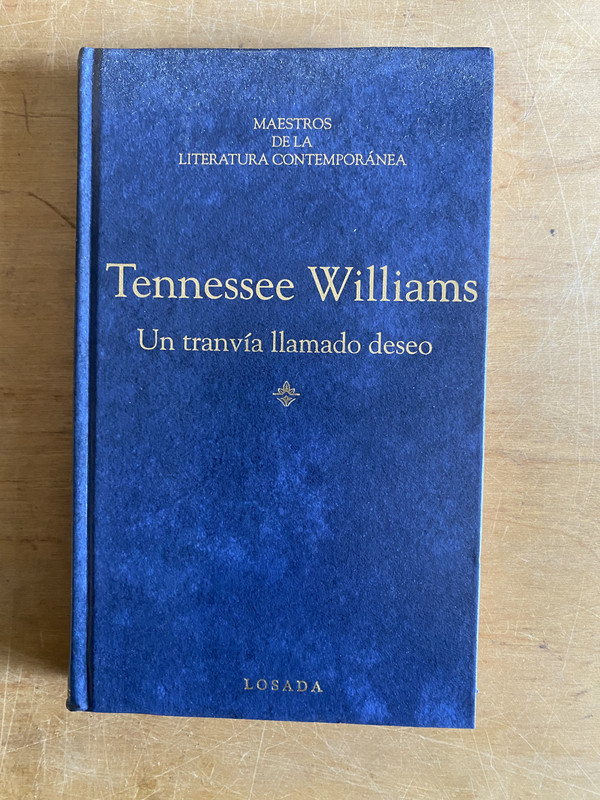 MAESTROS
DE LA
LITERATURA CONTEMPORÁNEA
Tennessee Williams
Un tranvía llamado deseo
LOSADA